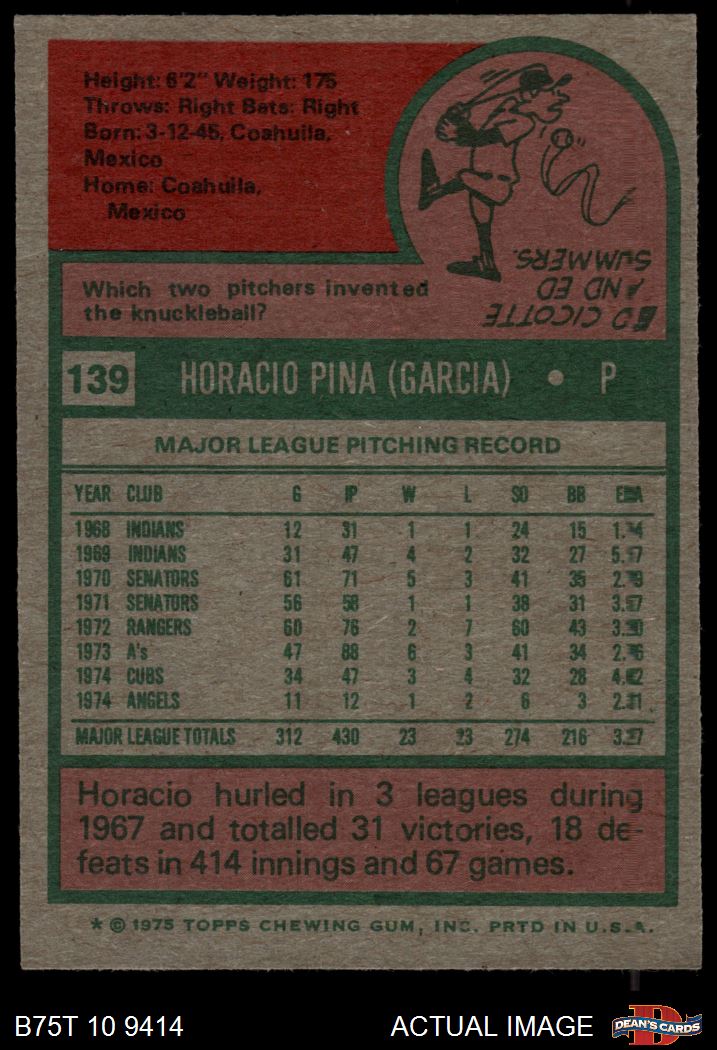 Height: 6'2" Weight: 175
Throws: Right Bats: Right
Born: 3-12-45, Coahuila,
Mexico
Home: Coahuila,
Mexico
Which two pitchers invented
the knuckleball?
ED CICOTTE
AND ED
SUMMERS.
139 HORACIO PINA (GARCIA) • P
MAJOR LEAGUE PITCHING RECORD
YEAR CLUB G IP W L SO BB ERA
1968 INDIANS 12 31 1 1 24 15
1969 INDIANS 31 47 4 2 32 27
1970 SENATORS 61 71 5 3 41 35
1971 SENATORS 56 58 1 1 38 31
1972 RANGERS 60 76 2 7 60 43
1973 A's 47 88 6 3 41 34
1974 CUBS 34 47 3 4 32 28
1974 ANGELS 11 12 1 2 6 3
MAJOR LEAGUE TOTALS 312 430 23 23 274 216
Horacio hurled in 3 leagues during
1967 and totalled 31 victories, 18 de-
feats in 414 innings and 67 games.
* © 1975 TOPPS CHEWING GUM, INC. PRTD IN U.S.A.
B75T 10 9414 ACTUAL IMAGE DEAN'S CARDS